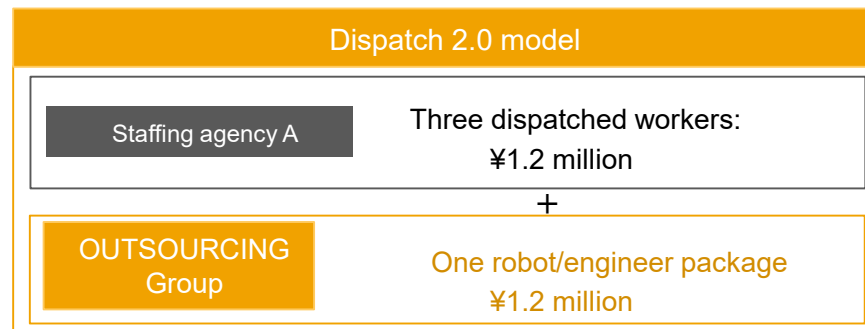 Dispatch 2.0 model
Staffing agency A
Three dispatched workers:
¥1.2 million
+
OUTSOURCING
Group
One robot/engineer package
¥1.2 million